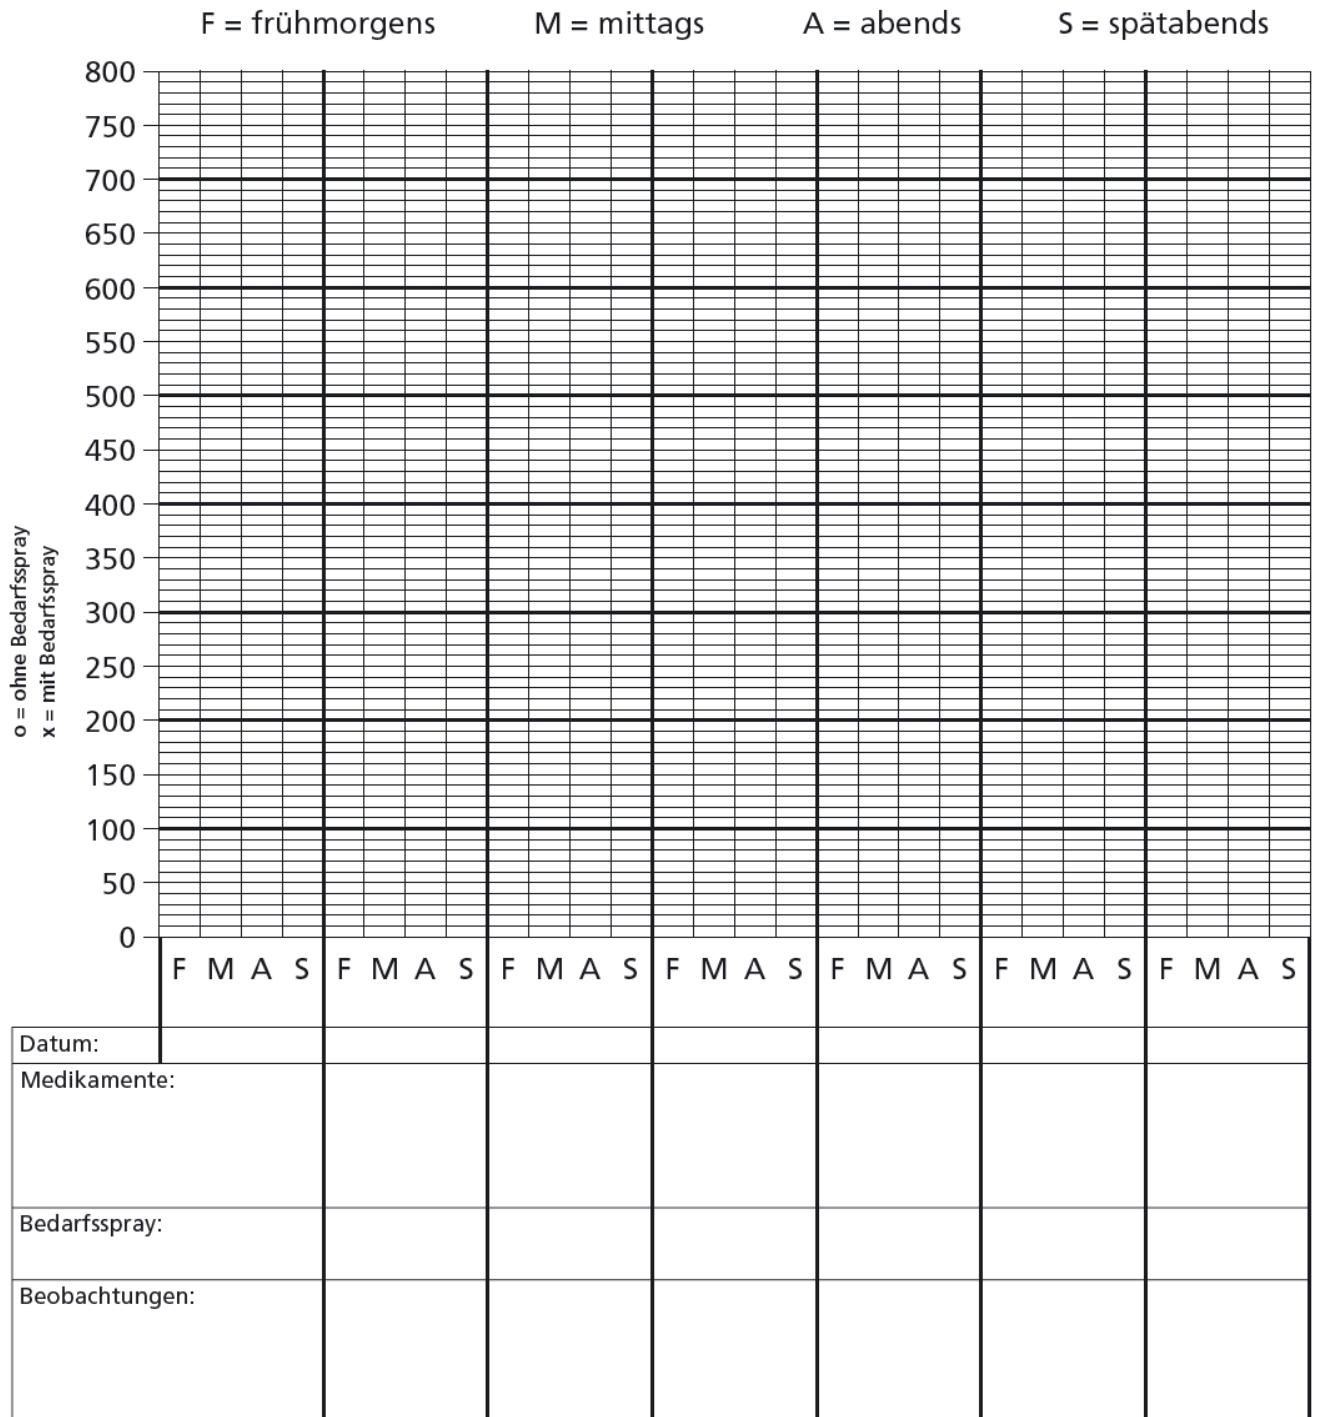 F = frühmorgens M = mittags A = abends S = spätabends
800
750
700
650
600
550
500
450
400
350
300
250
200
150
100
50
0
o = ohne Bedarfsspray
x = mit Bedarfsspray
F M A S F M A S F M A S F M A S F M A S F M A S F M A S
Datum:
Medikamente:
Bedarfsspray:
Beobachtungen: